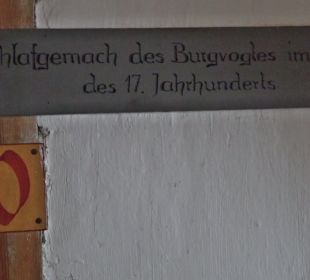 hlafgemach des Burgvogtes im
des 17. Jahrhunderts